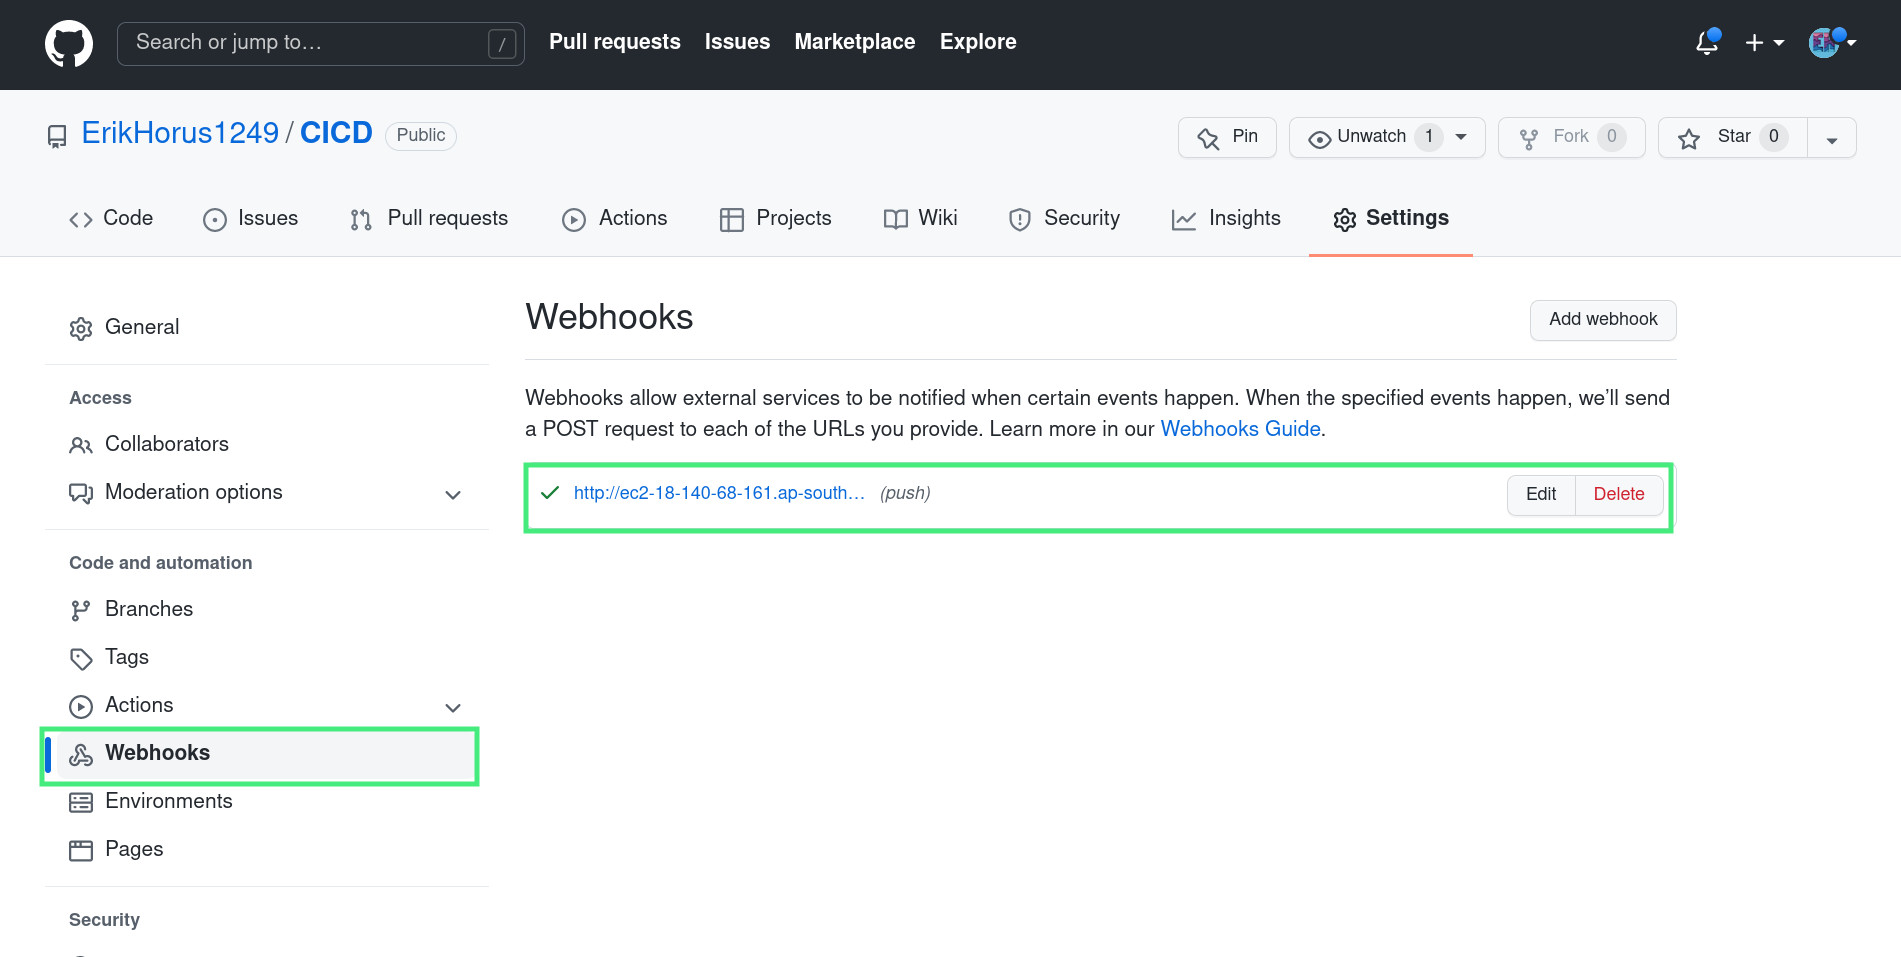 Search or jump to… / Pull requests Issues Marketplace Explore
ErikHorus1249 / CICD Public Pin Unwatch 1 Fork 0 Star 0
Code Issues Pull requests Actions Projects Wiki Security Insights Settings
General
Access
Collaborators
Moderation options
Code and automation
Branches
Tags
Actions
Webhooks
Environments
Pages
Security
Webhooks Add webhook
Webhooks allow external services to be notified when certain events happen. When the specified events happen, we’ll send
a POST request to each of the URLs you provide. Learn more in our Webhooks Guide.
http://ec2-18-140-68-161.ap-south… (push) Edit Delete